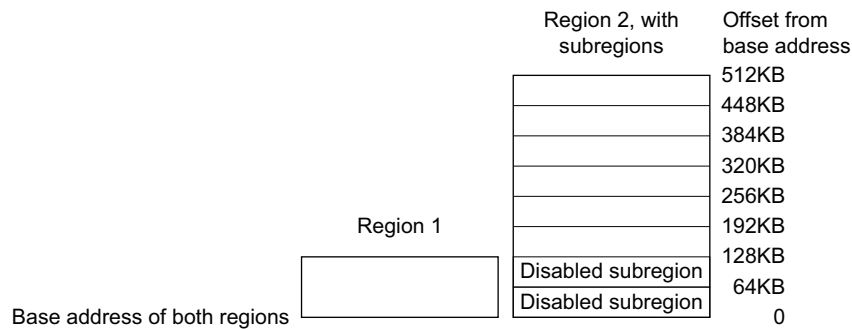 Region 2, with
subregions
Offset from
base address
512KB
448KB
384KB
320KB
256KB
Region 1
192KB
128KB
Disabled subregion
64KB
Disabled subregion
Base address of both regions
0